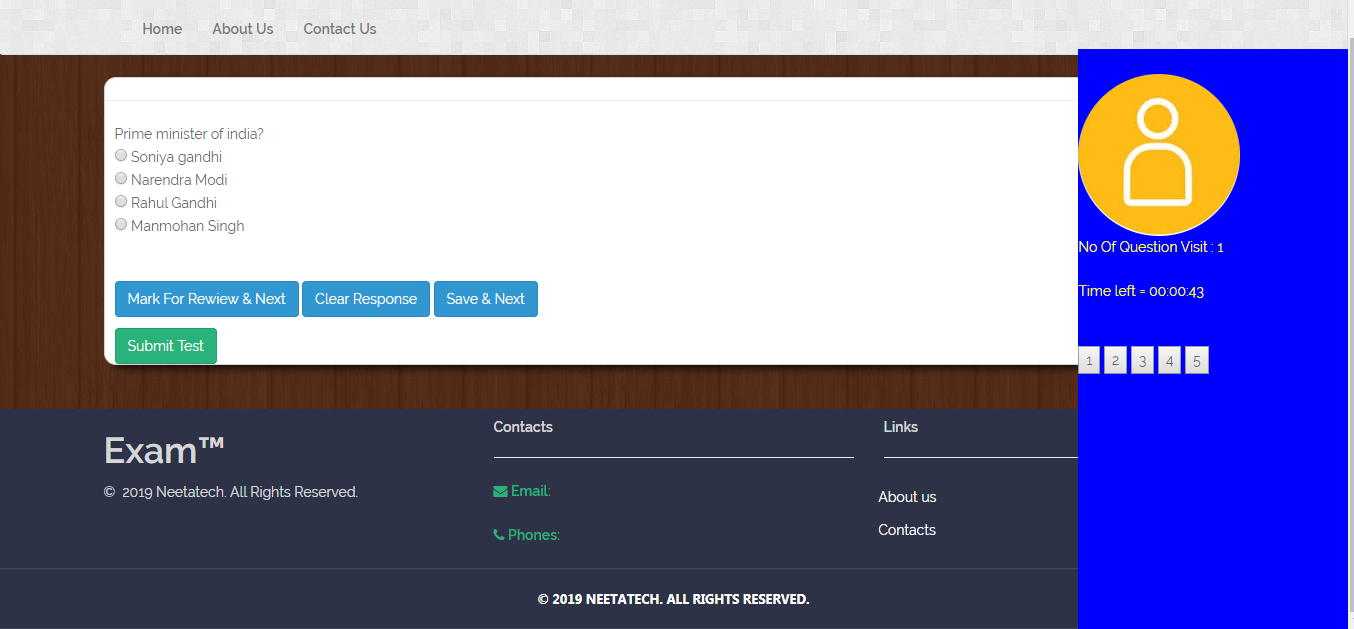 Home About Us Contact Us
Prime minister of india?
Soniya gandhi
Narendra Modi
Rahul Gandhi
Manmohan Singh
Mark For Rewiew & Next Clear Response Save & Next
Submit Test
No Of Question Visit : 1
Time left = 00:00:43
1 2 3 4 5
Exam™
© 2019 Neetatech. All Rights Reserved.
Contacts
Email:
Phones:
Links
About us
Contacts
© 2019 NEETATECH. ALL RIGHTS RESERVED.